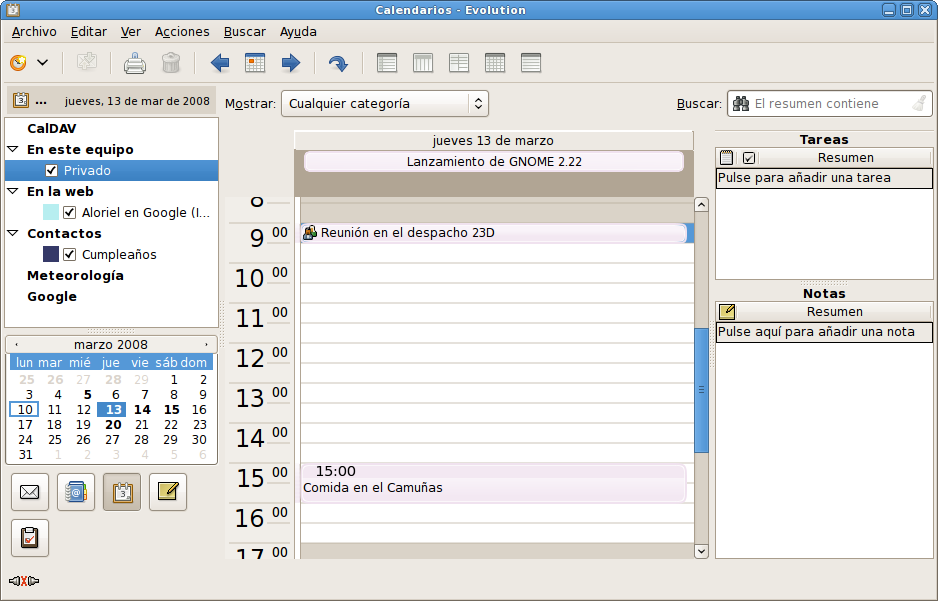 Calendarios - Evolution
Archivo Editar Ver Acciones Buscar Ayuda
3 ... jueves, 13 de mar de 2008
Mostrar: Cualquier categoría
Buscar: El resumen contiene
CalDAV
En este equipo
Privado
En la web
Aloriel en Google (I...
Contactos
Cumpleaños
Meteorología
Google
marzo 2008
lun mar mié jue vie sáb dom
25 26 27 28 29 1 2
3 4 5 6 7 8 9
10 11 12 13 14 15 16
17 18 19 20 21 22 23
24 25 26 27 28 29 30
31 1 2 3 4 5 6
3
jueves 13 de marzo
Lanzamiento de GNOME 2.22
8
9 00 Reunión en el despacho 23D
10 00
11 00
12 00
13 00
14 00
15 00 15:00
Comida en el Camuñas
16 00
17 00
Tareas
Resumen
Pulse para añadir una tarea
Notas
Resumen
Pulse aquí para añadir una nota